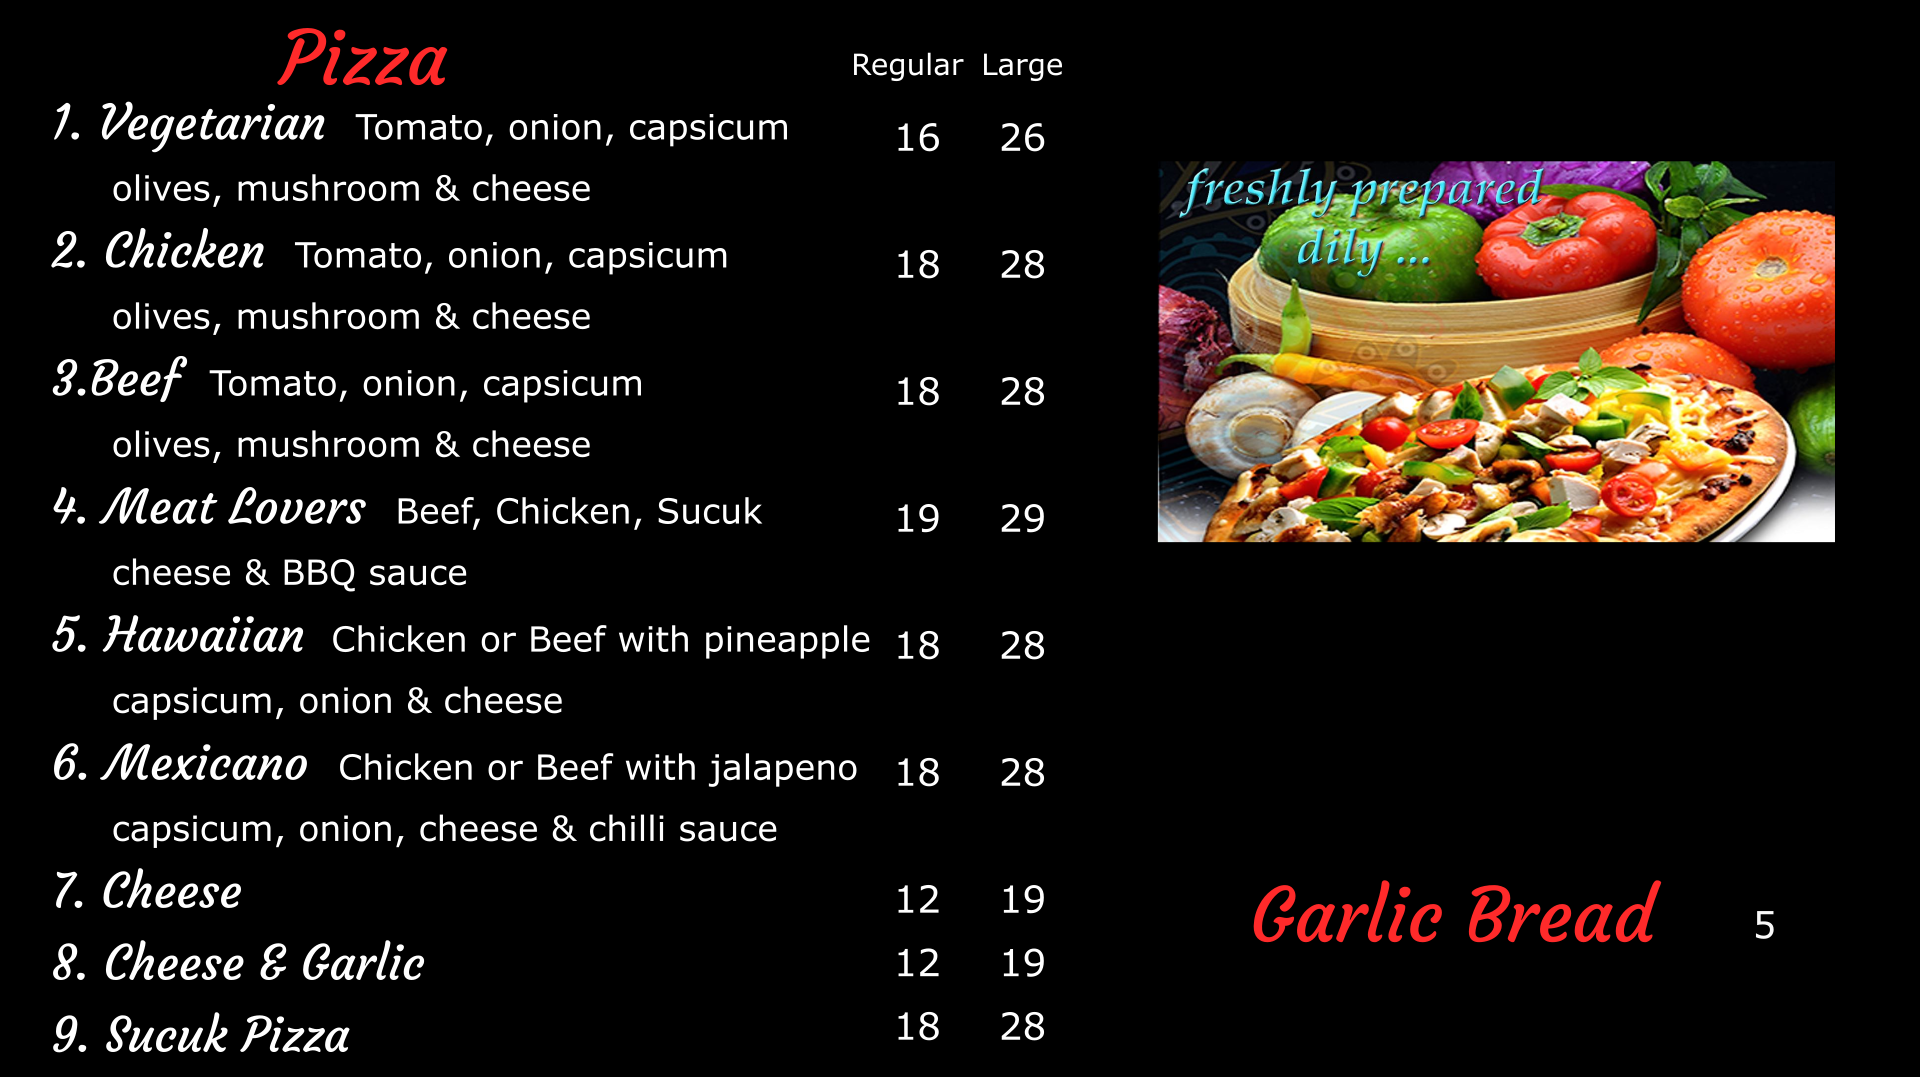 Pizza
Regular Large
1. Vegetarian Tomato, onion, capsicum 16 26
olives, mushroom & cheese
2. Chicken Tomato, onion, capsicum 18 28
olives, mushroom & cheese
3.Beef Tomato, onion, capsicum 18 28
olives, mushroom & cheese
4. Meat Lovers Beef, Chicken, Sucuk 19 29
cheese & BBQ sauce
5. Hawaiian Chicken or Beef with pineapple 18 28
capsicum, onion & cheese
6. Mexicano Chicken or Beef with jalapeno 18 28
capsicum, onion, cheese & chilli sauce
7. Cheese 12 19
8. Cheese & Garlic 12 19
9. Sucuk Pizza 18 28
freshly prepared
dily ...
Garlic Bread 5